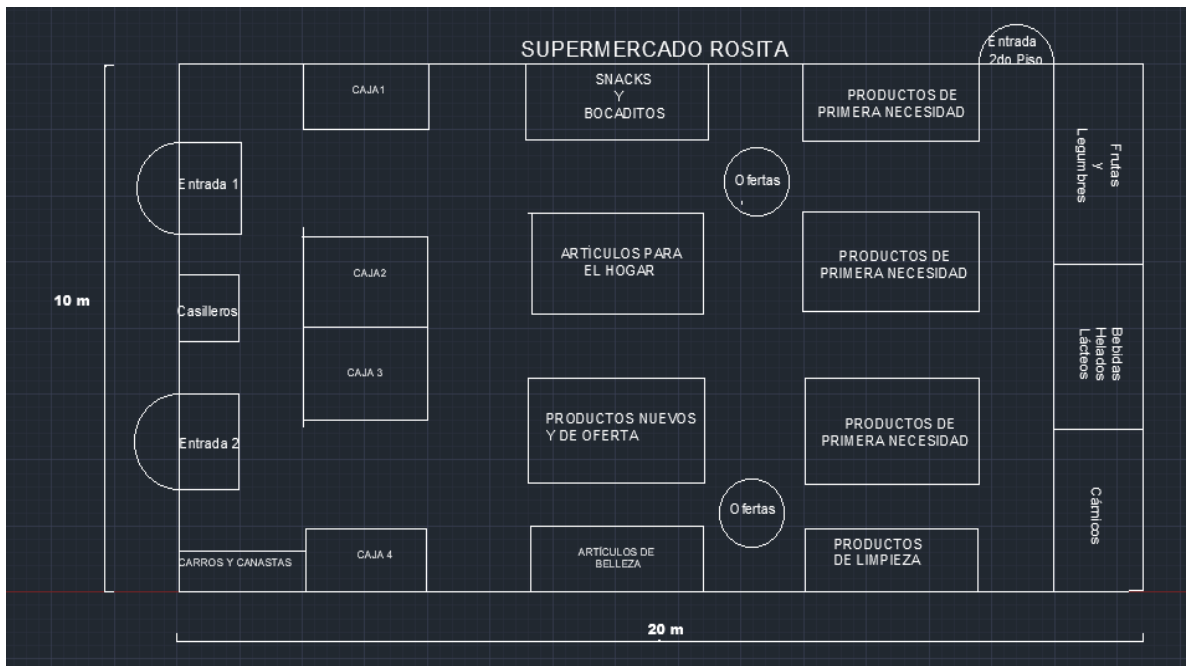 SUPERMERCADO ROSITA
Entrada
2do Piso
CAJA1
SNACKS
Y
BOCADITOS
PRODUCTOS DE
PRIMERA NECESIDAD
Frutas
y
Legumbres
Entrada 1
Ofertas
CAJA2
ARTÍCULOS PARA
EL HOGAR
PRODUCTOS DE
PRIMERA NECESIDAD
10 m
Casilleros
Bebidas
Helados
Lácteos
CAJA 3
Entrada 2
PRODUCTOS NUEVOS
Y DE OFERTA
PRODUCTOS DE
PRIMERA NECESIDAD
Ofertas
Cárnicos
CARROS Y CANASTAS
CAJA 4
ARTÍCULOS DE
BELLEZA
PRODUCTOS
DE LIMPIEZA
20 m